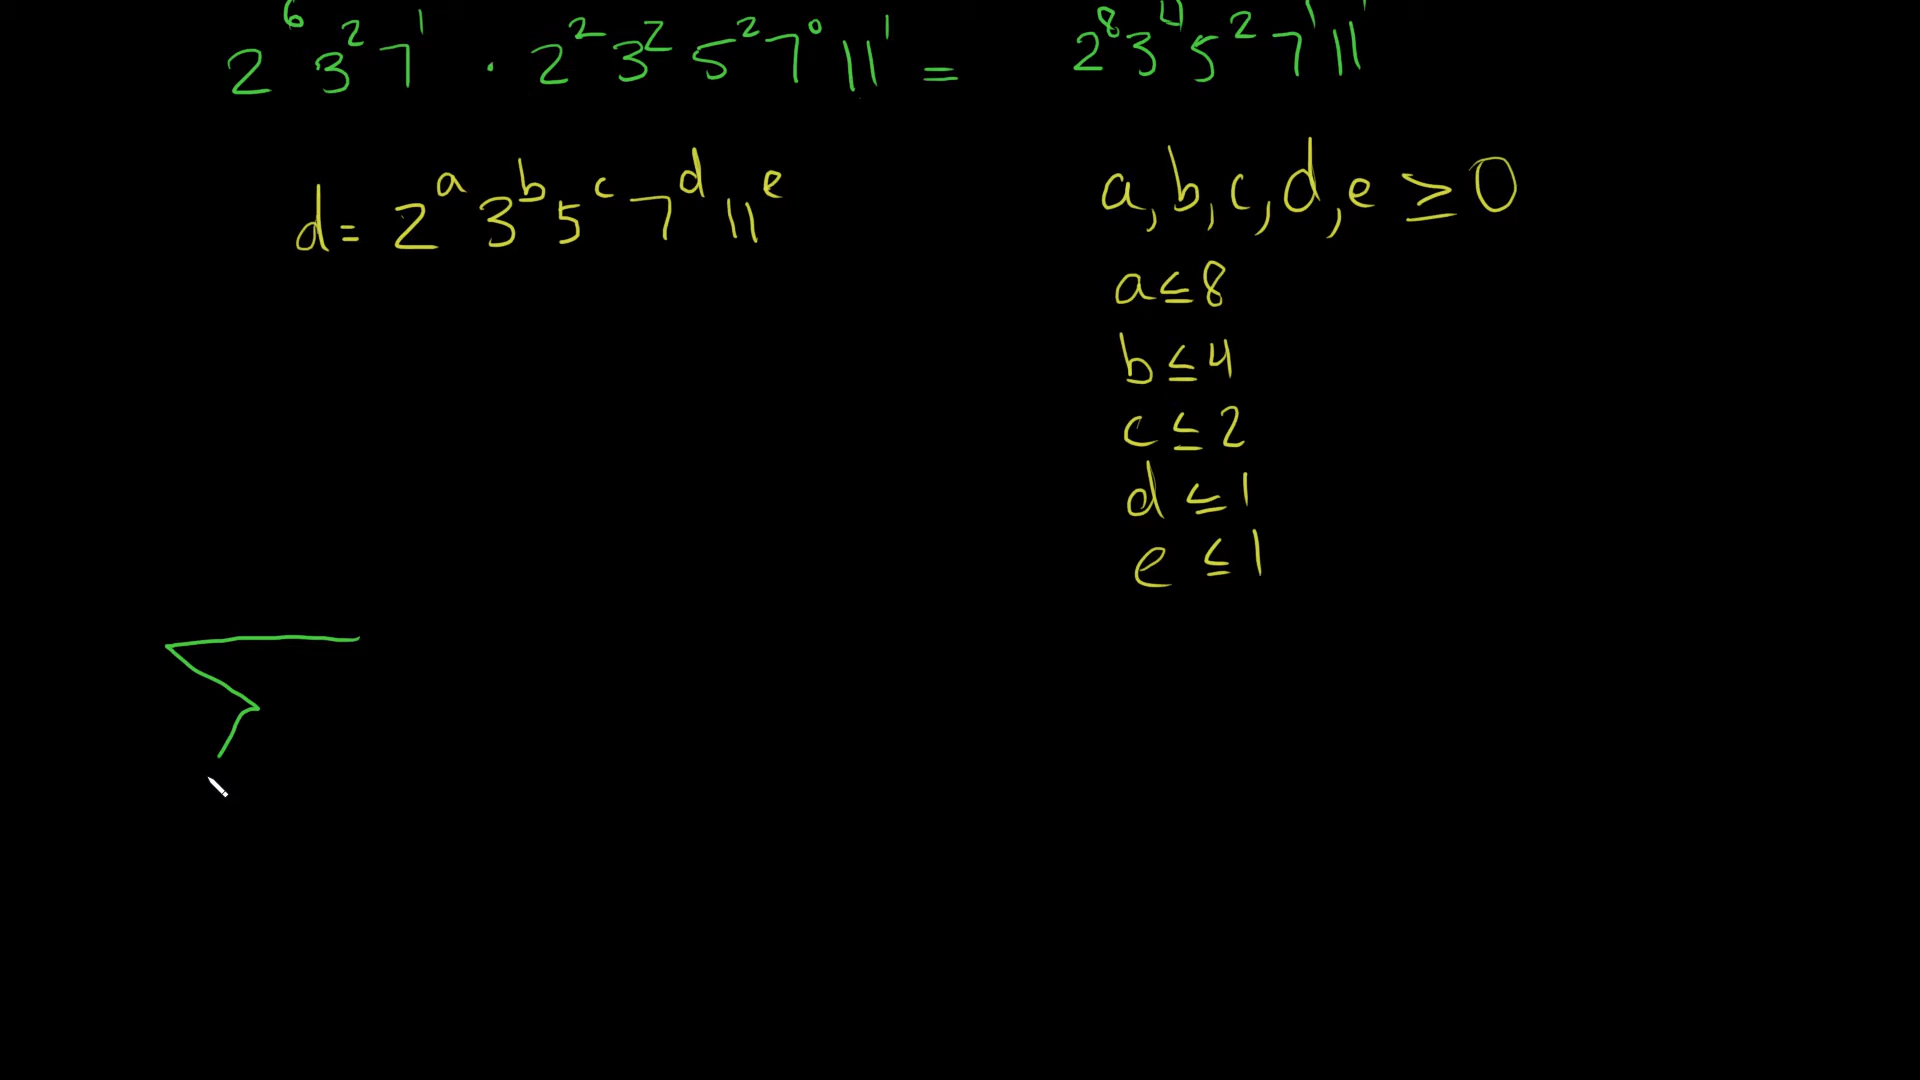 2⁶3²7¹ · 2²3²5²7⁰11¹ = 2⁸3⁴5²7¹11¹
d = 2ᵃ3ᵇ5ᶜ7ᵈ11ᵉ
a, b, c, d, e ≥ 0
a ≤ 8
b ≤ 4
c ≤ 2
d ≤ 1
e ≤ 1